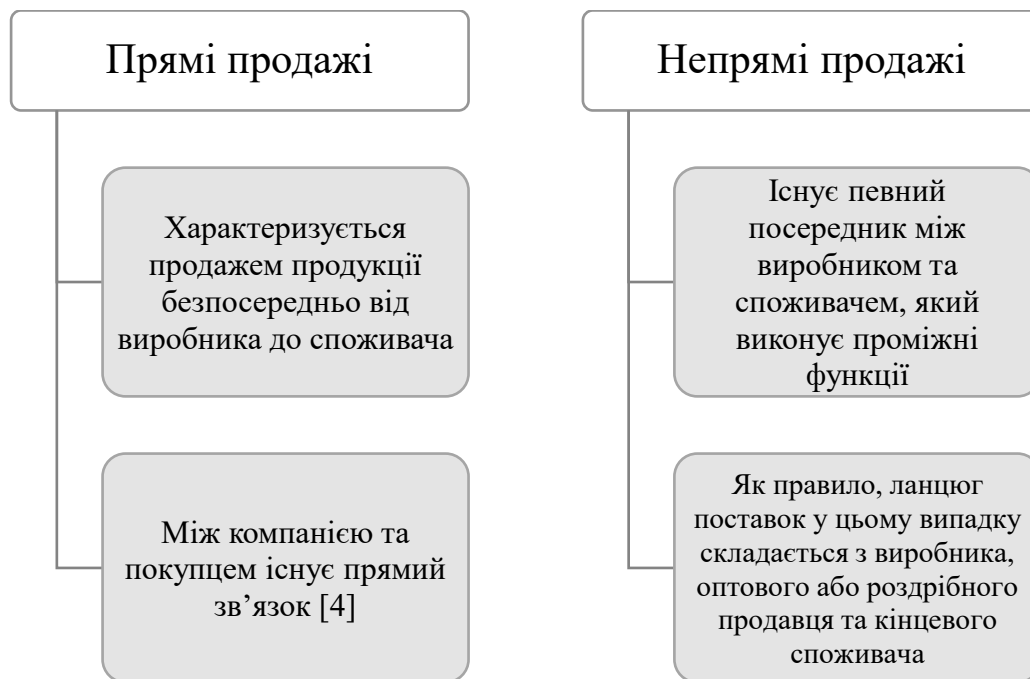 Прямі продажі
Характеризується
продажем продукції
безпосередньо від
виробника до споживача
Між компанією та
покупцем існує прямий
зв’язок [4]
Непрямі продажі
Існує певний
посередник між
виробником та
споживачем, який
виконує проміжні
функції
Як правило, ланцюг
поставок у цьому випадку
складається з виробника,
оптового або роздрібного
продавця та кінцевого
споживача